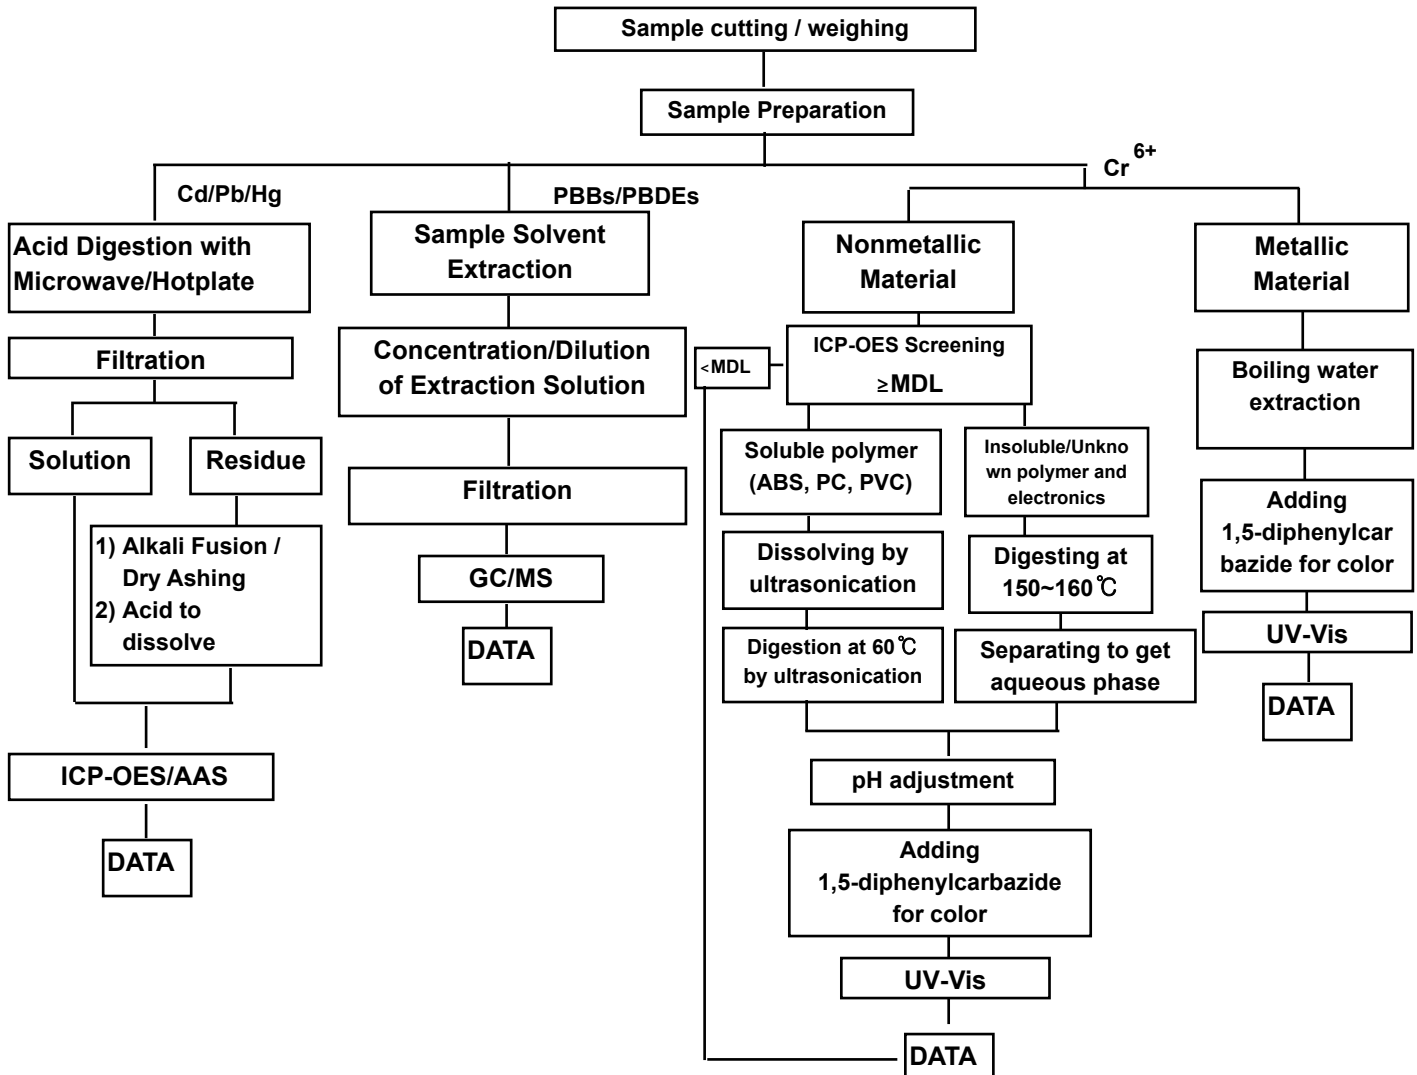 Sample cutting / weighing
Sample Preparation
Cd/Pb/Hg
Acid Digestion with
Microwave/Hotplate
Filtration
Solution
Residue
1) Alkali Fusion /
Dry Ashing
2) Acid to
dissolve
ICP-OES/AAS
DATA
PBBs/PBDEs
Sample Solvent
Extraction
Concentration/Dilution
of Extraction Solution
Filtration
GC/MS
DATA
Cr 6+
Nonmetallic
Material
ICP-OES Screening
≥MDL
<MDL
Soluble polymer
(ABS, PC, PVC)
Dissolving by
ultrasonication
Digestion at 60℃
by ultrasonication
Insoluble/Unkno
wn polymer and
electronics
Digesting at
150~160℃
Separating to get
aqueous phase
pH adjustment
Adding
1,5-diphenylcarbazide
for color
UV-Vis
DATA
Metallic
Material
Boiling water
extraction
Adding
1,5-diphenylcar
bazide for color
UV-Vis
DATA